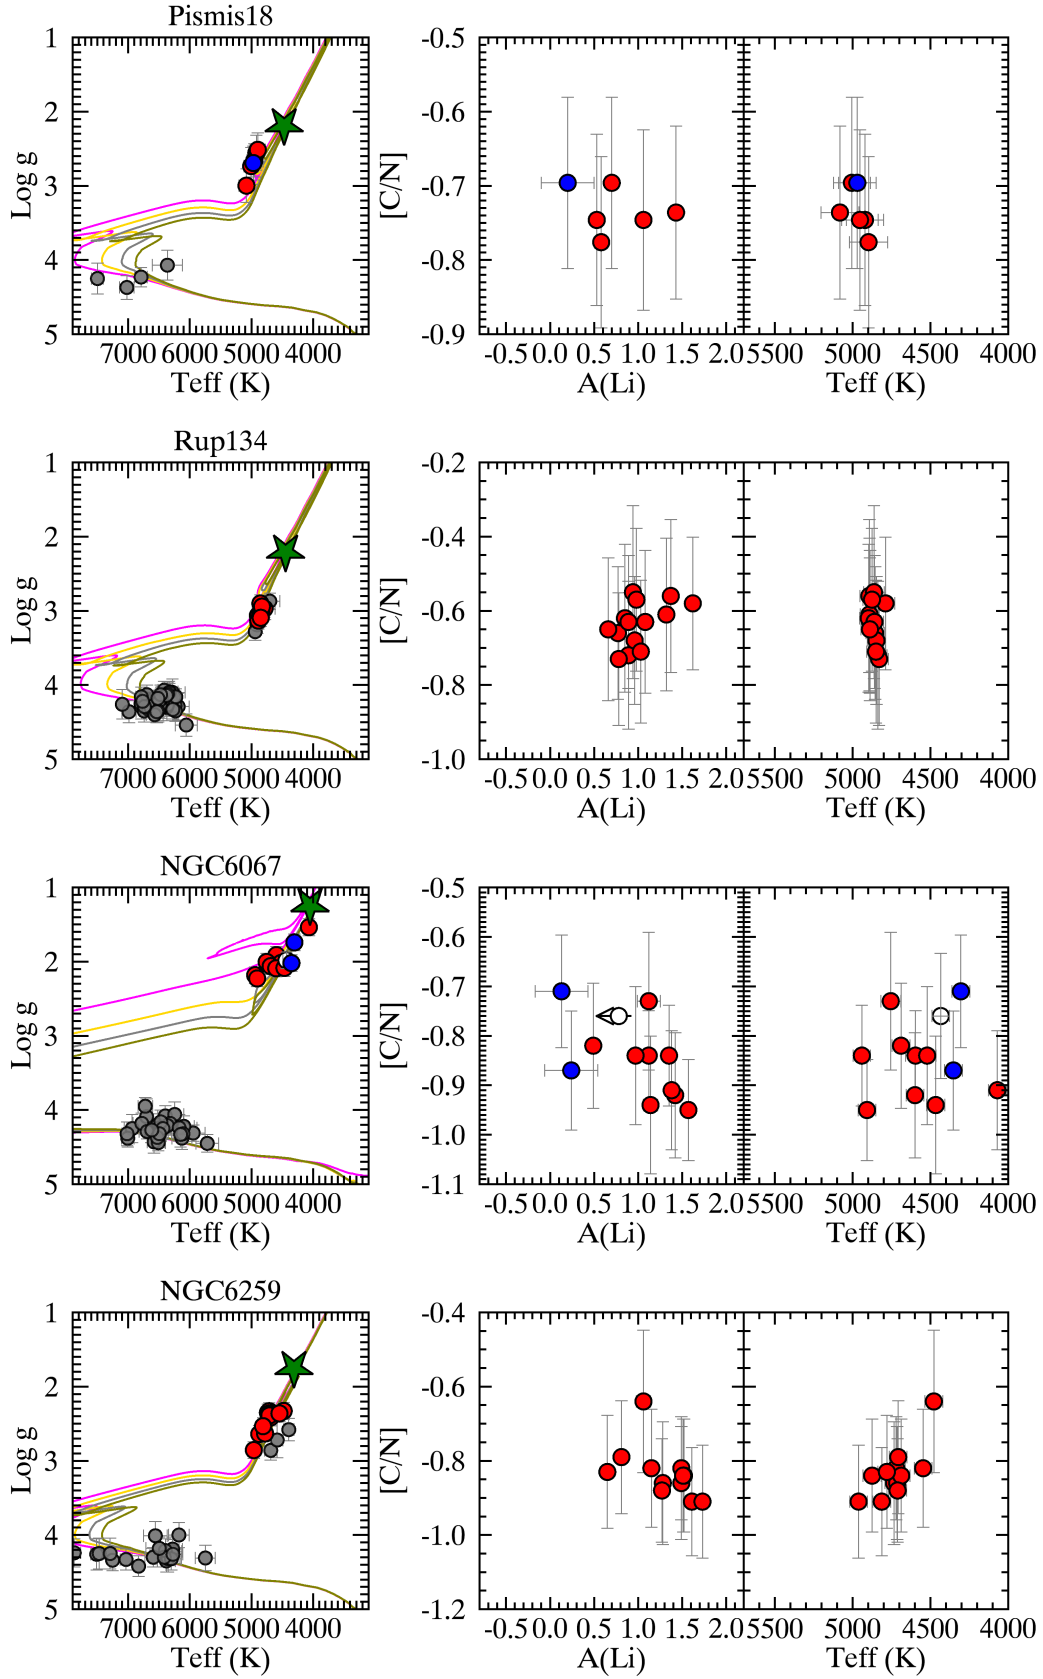 Pismis18
1
2
3
4
5
Log g
7000 6000 5000 4000
Teff (K)
-0.5
-0.6
-0.7
-0.8
-0.9
[C/N]
-0.5 0.0 0.5 1.0 1.5 2.0
A(Li)
5500 5000 4500 4000
Teff (K)
Rup134
1
2
3
4
5
Log g
7000 6000 5000 4000
Teff (K)
-0.2
-0.4
-0.6
-0.8
-1.0
[C/N]
-0.5 0.0 0.5 1.0 1.5 2.0
A(Li)
5500 5000 4500 4000
Teff (K)
NGC6067
1
2
3
4
5
Log g
7000 6000 5000 4000
Teff (K)
-0.5
-0.6
-0.7
-0.8
-0.9
-1.0
-1.1
[C/N]
-0.5 0.0 0.5 1.0 1.5 2.0
A(Li)
5500 5000 4500 4000
Teff (K)
NGC6259
1
2
3
4
5
Log g
7000 6000 5000 4000
Teff (K)
-0.4
-0.6
-0.8
-1.0
-1.2
[C/N]
-0.5 0.0 0.5 1.0 1.5 2.0
A(Li)
5500 5000 4500 4000
Teff (K)